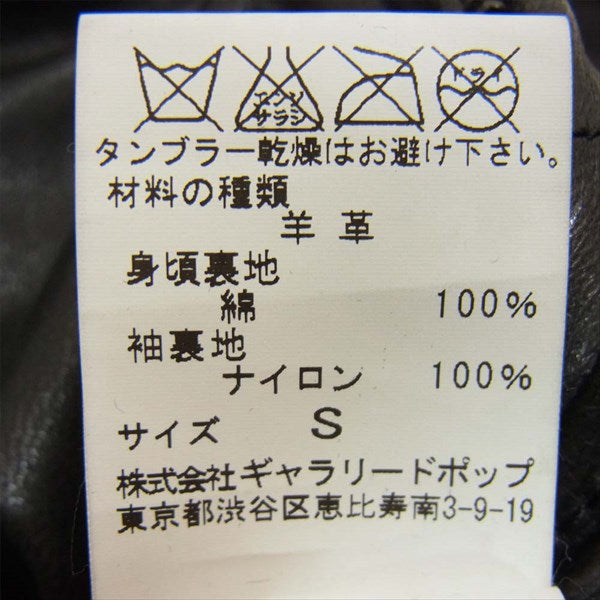 エンソ サラシ ドライ
タンブラー乾燥はお避け下さい。
材料の種類
羊革
身頃裏地
綿 100%
袖裏地
ナイロン 100%
サイズ S
株式会社ギャラリードポップ
東京都渋谷区恵比寿南3-9-19